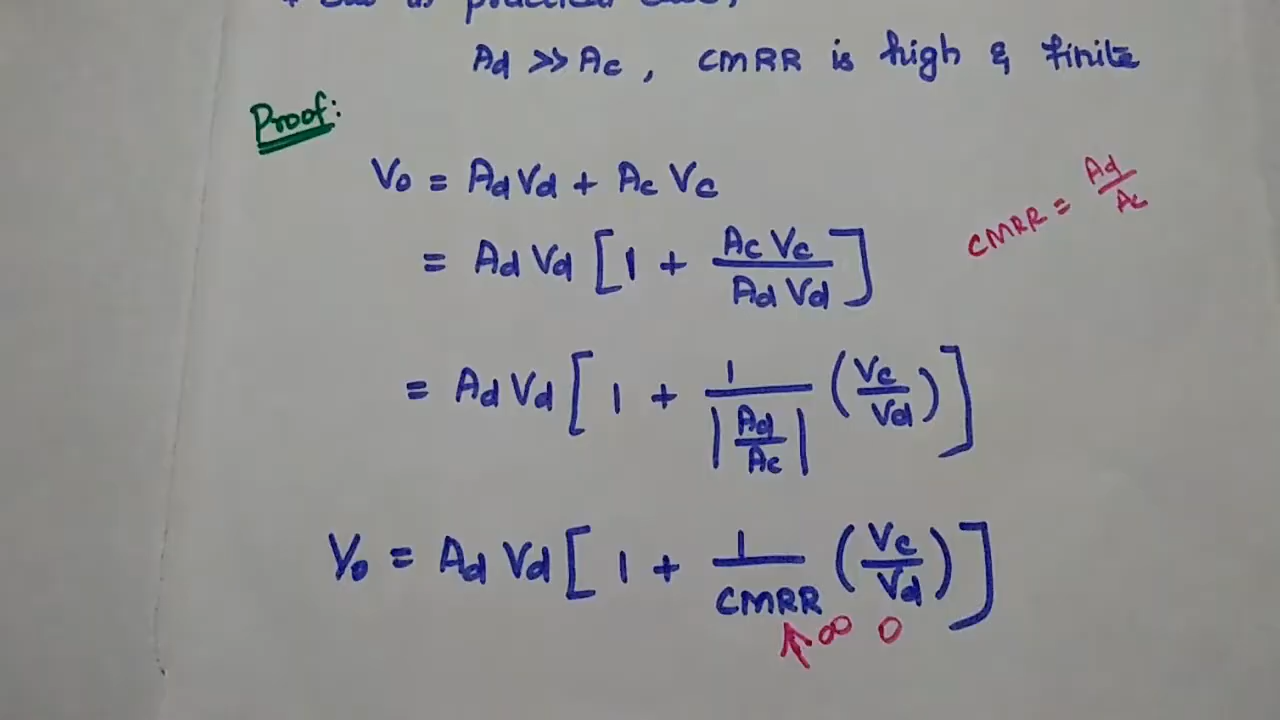 Ad >> Ac, CMRR is high & finite
Proof:
Vo = Ad Vd + Ac Vc
CMRR = Ad/Ac
= Ad Vd [1 + Ac Vc / Ad Vd]
= Ad Vd [1 + 1/|Ad/Ac| (Vc/Vd)]
Vo = Ad Vd [1 + 1/CMRR (Vc/Vd)]
↑∞ 0